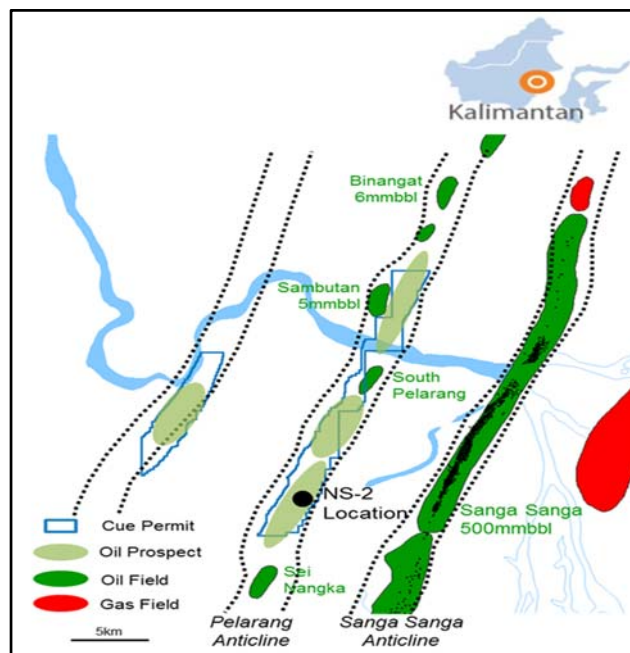 Kalimantan
Binangat
6mmbbl
Sambutan
5mmbbl
South
Pelarang
NS-2
Location
Sanga Sanga
500mmbbl
Cue Permit
Oil Prospect
Oil Field
Gas Field
Sei
Nangka
5km
Pelarang
Anticline
Sanga Sanga
Anticline